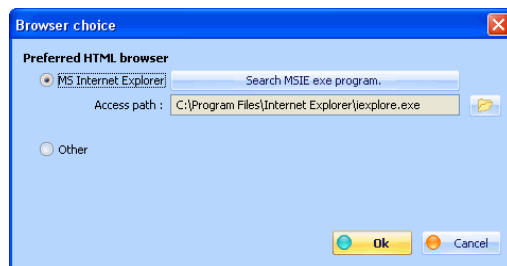 Browser choice
Preferred HTML browser
MS Internet Explorer Search MSIE exe program.
Access path : C:\Program Files\Internet Explorer\iexplore.exe
Other
Ok Cancel